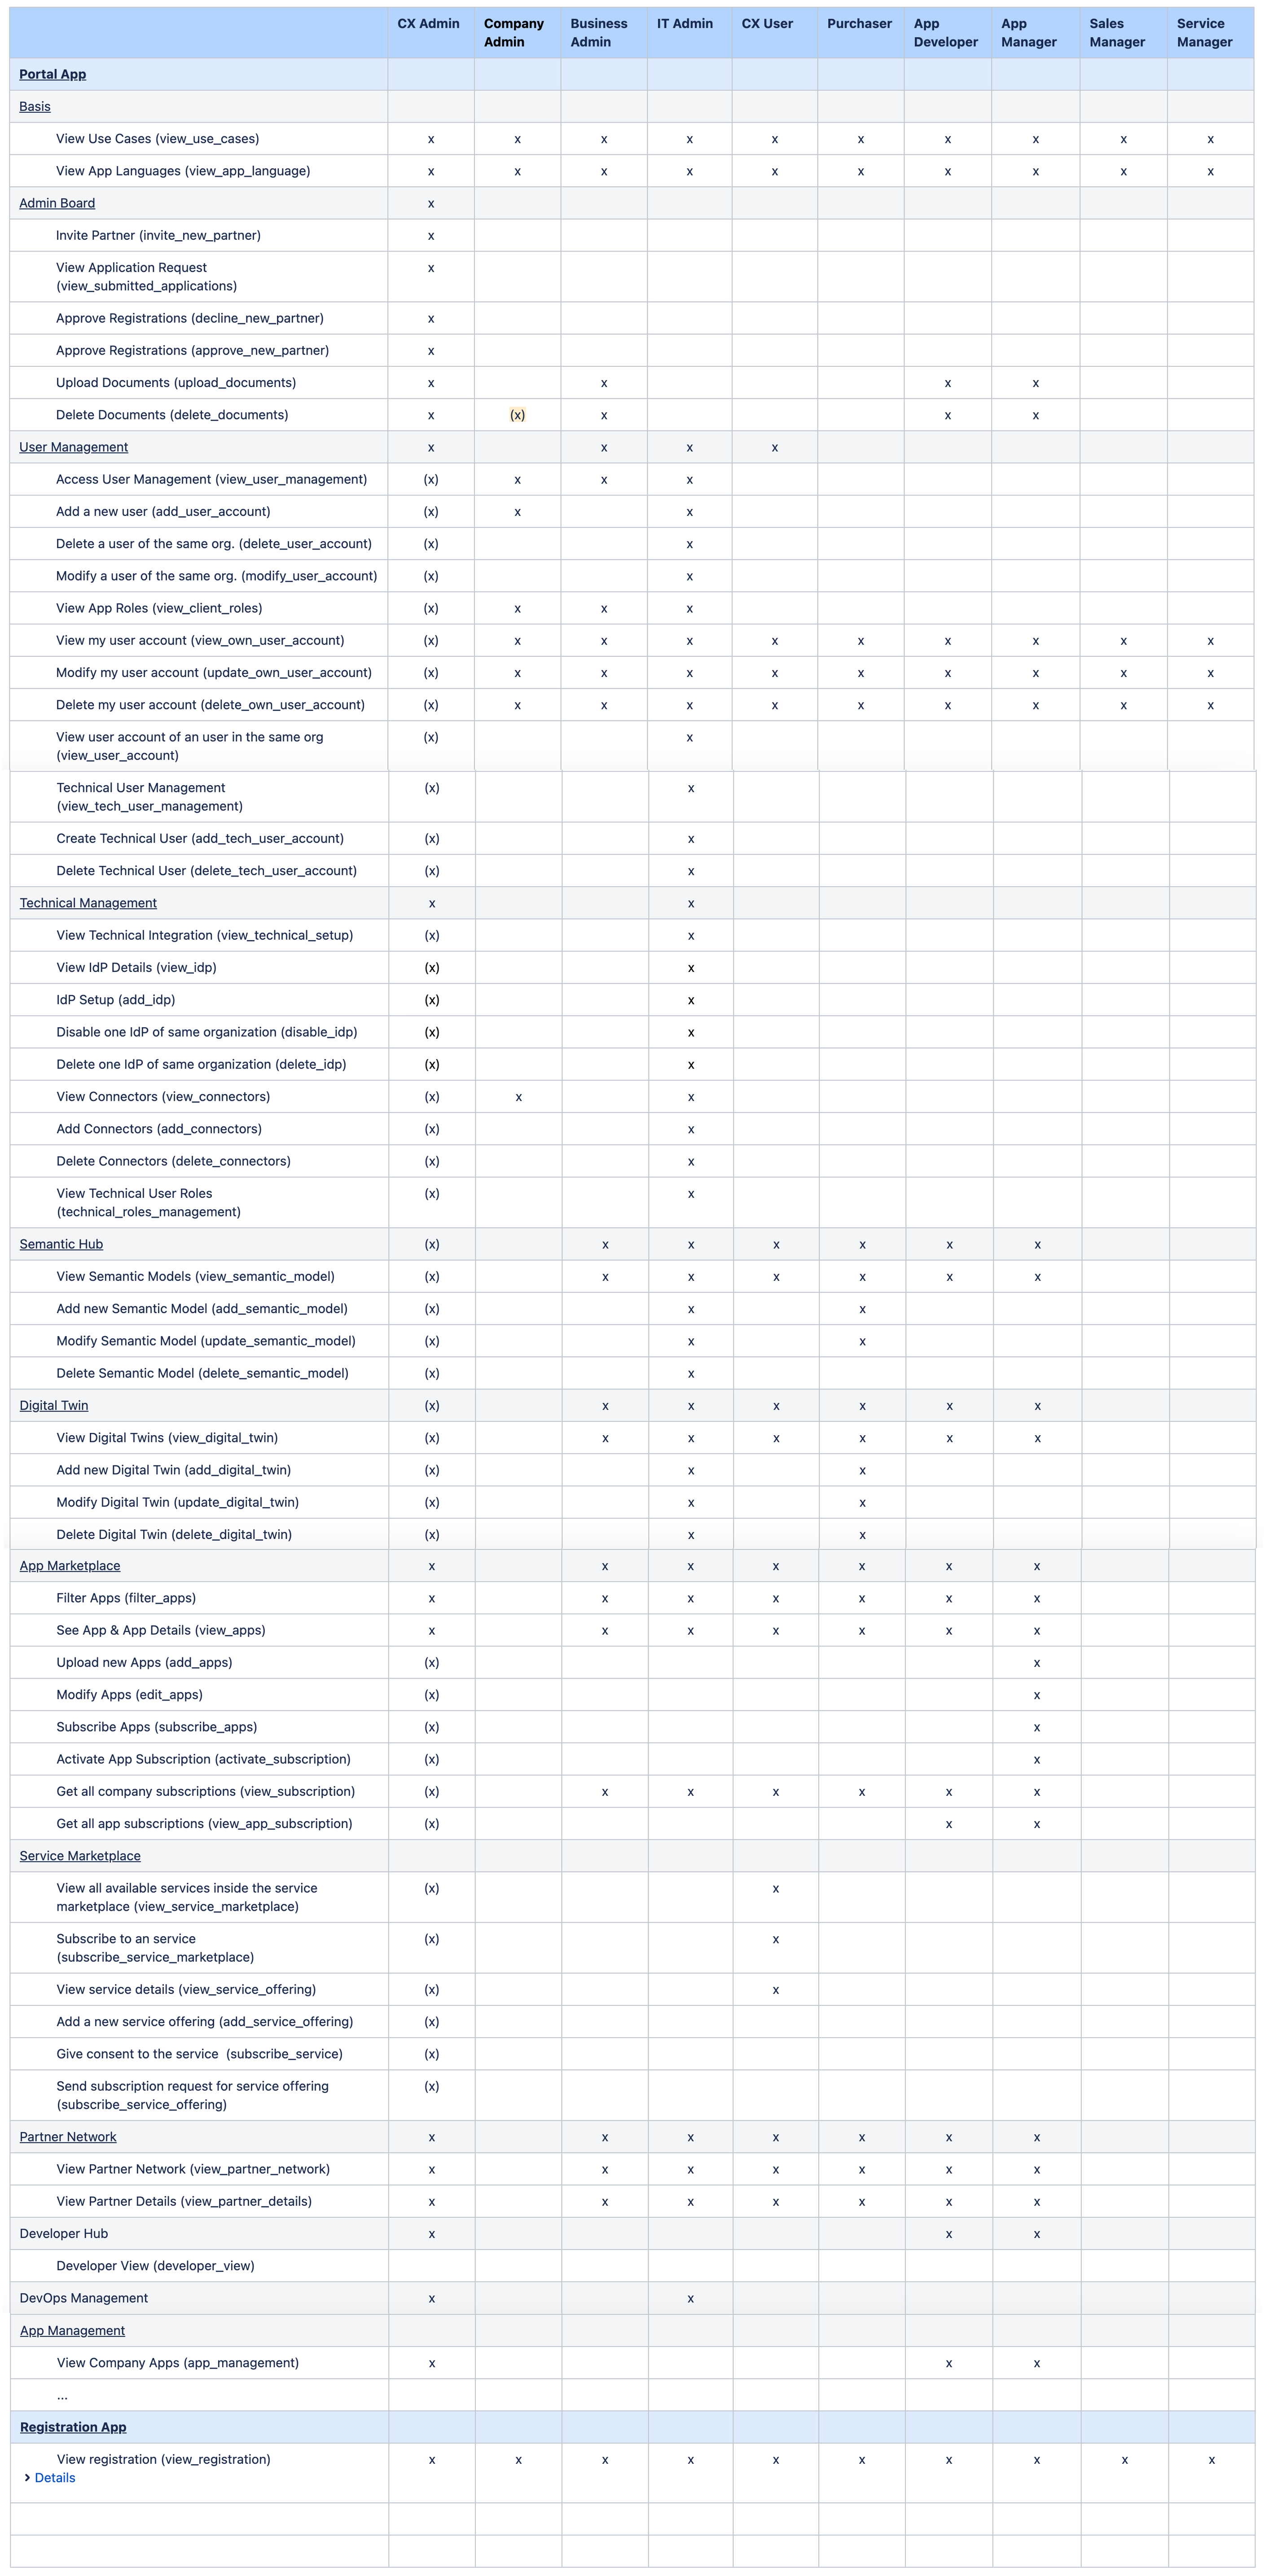 CX Admin Company Admin Business Admin IT Admin CX User Purchaser App Developer App Manager Sales Manager Service Manager
Portal App
Basis
View Use Cases (view_use_cases) x x x x x x x x x x
View App Languages (view_app_language) x x x x x x x x x x
Admin Board x
Invite Partner (invite_new_partner) x
View Application Request x
(view_submitted_applications)
Approve Registrations (decline_new_partner) x
Approve Registrations (approve_new_partner) x
Upload Documents (upload_documents) x x x x
Delete Documents (delete_documents) x (x) x x x
User Management x x x x
Access User Management (view_user_management) (x) x x x
Add a new user (add_user_account) (x) x x
Delete a user of the same org. (delete_user_account) (x) x
Modify a user of the same org. (modify_user_account) (x) x
View App Roles (view_client_roles) (x) x x x
View my user account (view_own_user_account) (x) x x x x x x x x x
Modify my user account (update_own_user_account) (x) x x x x x x x x x
Delete my user account (delete_own_user_account) (x) x x x x x x x x x
View user account of an user in the same org (x) x
(view_user_account)
Technical User Management (x) x
(view_tech_user_management)
Create Technical User (add_tech_user_account) (x) x
Delete Technical User (delete_tech_user_account) (x) x
Technical Management x x
View Technical Integration (view_technical_setup) (x) x
View IdP Details (view_idp) (x) x
IdP Setup (add_idp) (x) x
Disable one IdP of same organization (disable_idp) (x) x
Delete one IdP of same organization (delete_idp) (x) x
View Connectors (view_connectors) (x) x x
Add Connectors (add_connectors) (x) x
Delete Connectors (delete_connectors) (x) x
View Technical User Roles (x) x
(technical_roles_management)
Semantic Hub (x) x x x x x x
View Semantic Models (view_semantic_model) (x) x x x x x x
Add new Semantic Model (add_semantic_model) (x) x x
Modify Semantic Model (update_semantic_model) (x) x x
Delete Semantic Model (delete_semantic_model) (x) x
Digital Twin (x) x x x x x x
View Digital Twins (view_digital_twin) (x) x x x x x x
Add new Digital Twin (add_digital_twin) (x) x x
Modify Digital Twin (update_digital_twin) (x) x x
Delete Digital Twin (delete_digital_twin) (x) x x
App Marketplace x x x x x x x
Filter Apps (filter_apps) x x x x x x x
See App & App Details (view_apps) x x x x x x x
Upload new Apps (add_apps) (x) x
Modify Apps (edit_apps) (x) x
Subscribe Apps (subscribe_apps) (x) x
Activate App Subscription (activate_subscription) (x) x
Get all company subscriptions (view_subscription) (x) x x x x x x
Get all app subscriptions (view_app_subscription) (x) x x
Service Marketplace
View all available services inside the service (x) x
marketplace (view_service_marketplace)
Subscribe to an service (x) x
(subscribe_service_marketplace)
View service details (view_service_offering) (x) x
Add a new service offering (add_service_offering) (x)
Give consent to the service (subscribe_service) (x)
Send subscription request for service offering (x)
(subscribe_service_offering)
Partner Network x x x x x x x
View Partner Network (view_partner_network) x x x x x x x
View Partner Details (view_partner_details) x x x x x x x
Developer Hub x x x
Developer View (developer_view)
DevOps Management x x
App Management
View Company Apps (app_management) x x x
...
Registration App
View registration (view_registration) x x x x x x x x x x
> Details